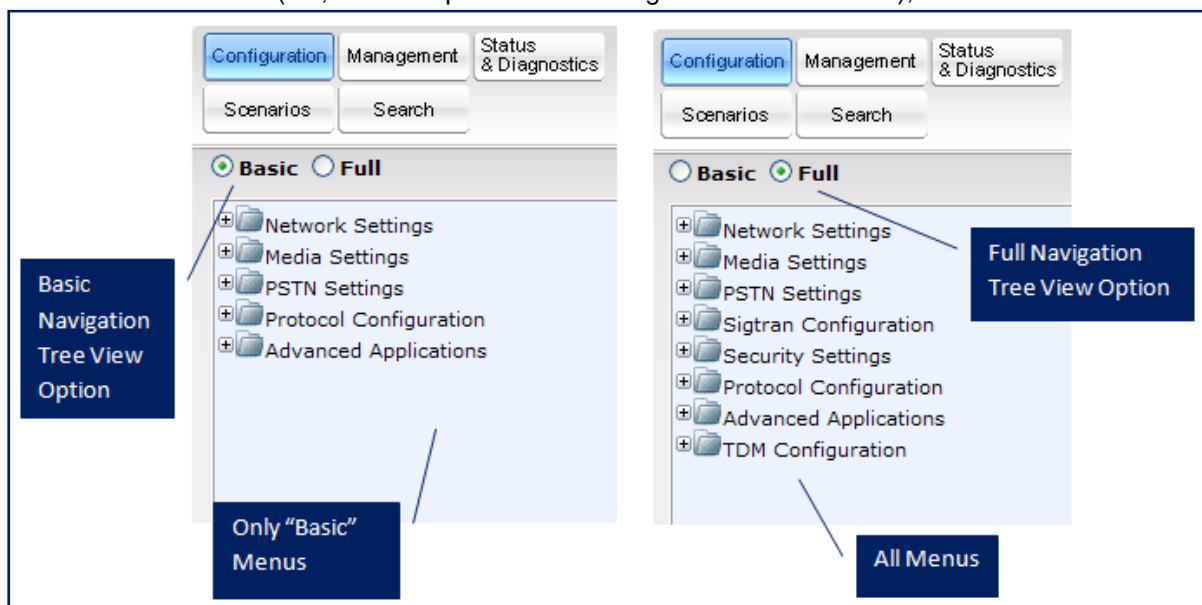 Configuration
Management
Status
& Diagnostics
Scenarios
Search
Basic
Full
Network Settings
Media Settings
PSTN Settings
Protocol Configuration
Advanced Applications
Basic
Navigation
Tree View
Option
Only “Basic”
Menus
Configuration
Management
Status
& Diagnostics
Scenarios
Search
Basic
Full
Network Settings
Media Settings
PSTN Settings
Sigtran Configuration
Security Settings
Protocol Configuration
Advanced Applications
TDM Configuration
Full Navigation
Tree View Option
All Menus